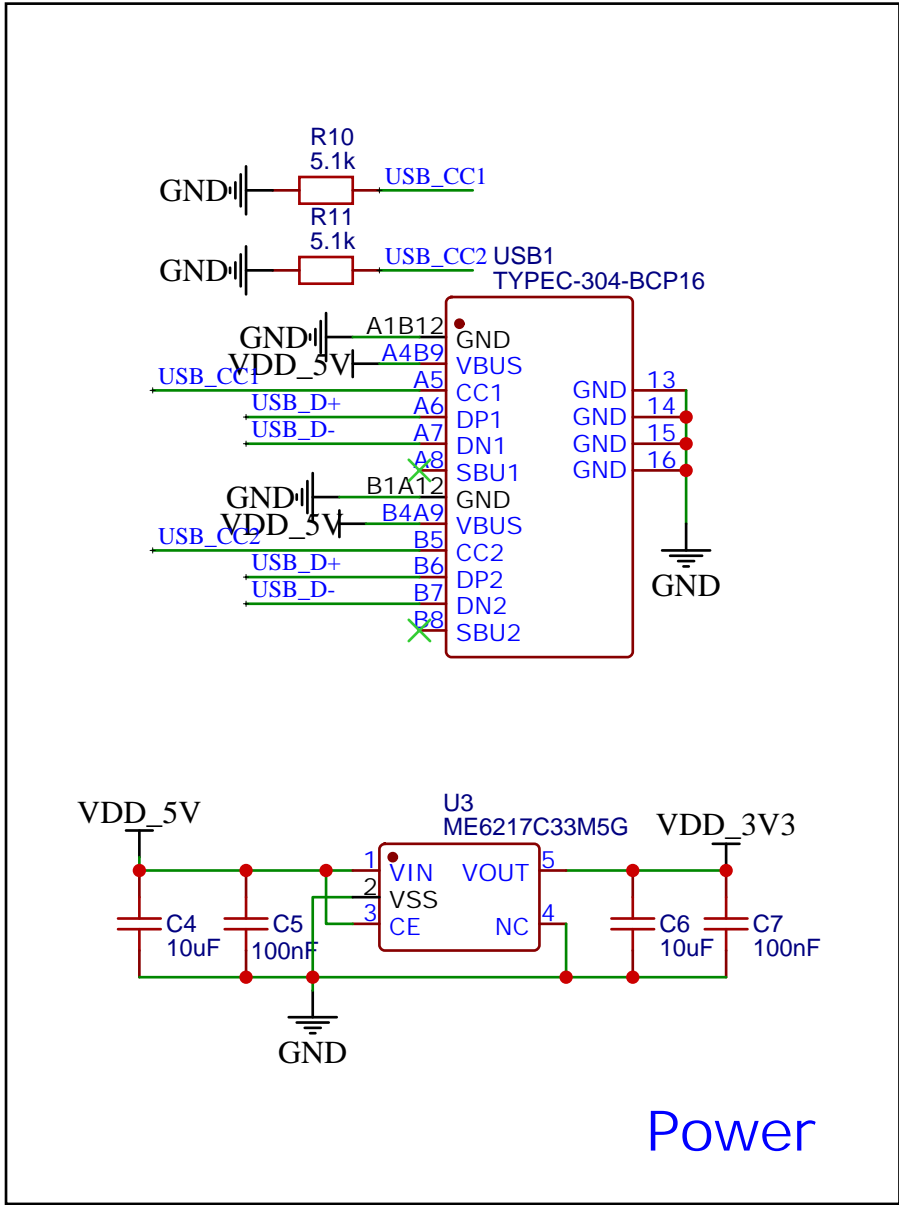 R10
5.1k
GND USB_CC1
R11
5.1k
GND USB_CC2
USB1
TYPEC-304-BCP16
GND A1B12 GND
VDD_5V A4B9 VBUS
USB_CC1 A5 CC1 GND 13
USB_D+ A6 DP1 GND 14
USB_D- A7 DN1 GND 15
A8 SBU1 GND 16
GND B1A12 GND
VDD_5V B4A9 VBUS
USB_CC2 B5 CC2
USB_D+ B6 DP2
GND
USB_D- B7 DN2
B8 SBU2
U3
ME6217C33M5G
VDD_5V VDD_3V3
1 VIN VOUT 5
2 VSS
3 CE NC 4
C4 C5 C6 C7
10uF 100nF 10uF 100nF
GND
Power